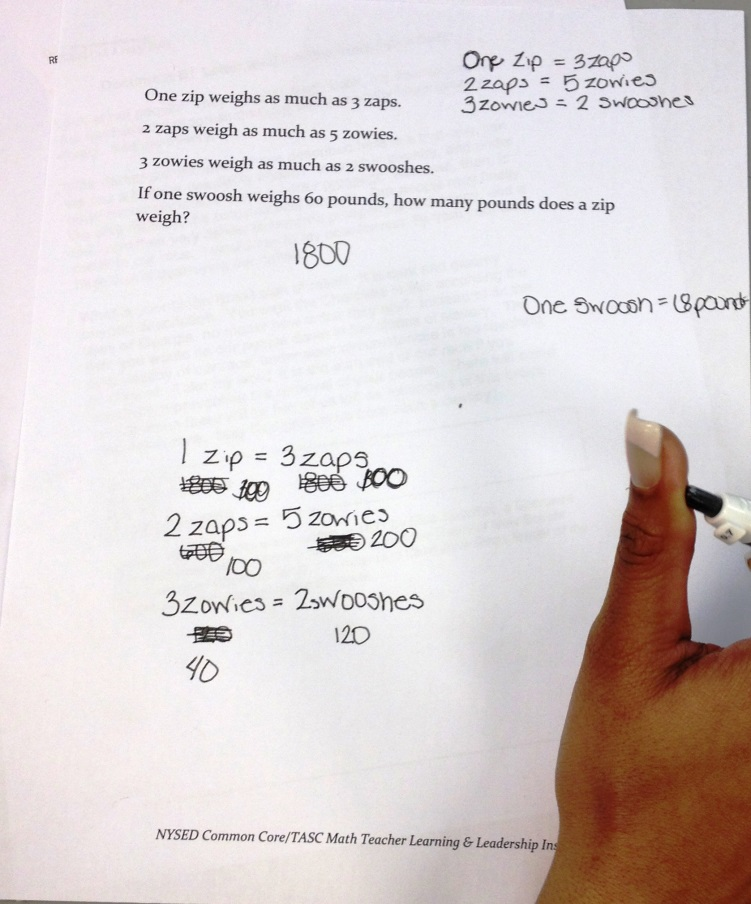 RF
One Zip = 3 zaps
2 zaps = 5 zowies
3 zowies = 2 swooshes
One zip weighs as much as 3 zaps.
2 zaps weigh as much as 5 zowies.
3 zowies weigh as much as 2 swooshes.
If one swoosh weighs 60 pounds, how many pounds does a zip
weigh?
1800
One swoosh = 18 pounds
1 zip = 3 zaps
1800 300 1800 300
2 zaps = 5 zowies
600 200
100
3 zowies = 2 swooshes
120
40
NYSED Common Core/TASC Math Teacher Learning & Leadership Ins